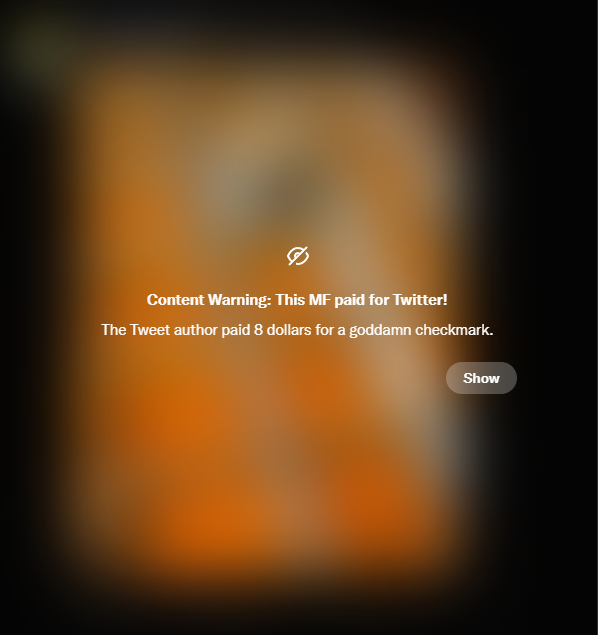 Content Warning: This MF paid for Twitter!
The Tweet author paid 8 dollars for a goddamn checkmark.
Show